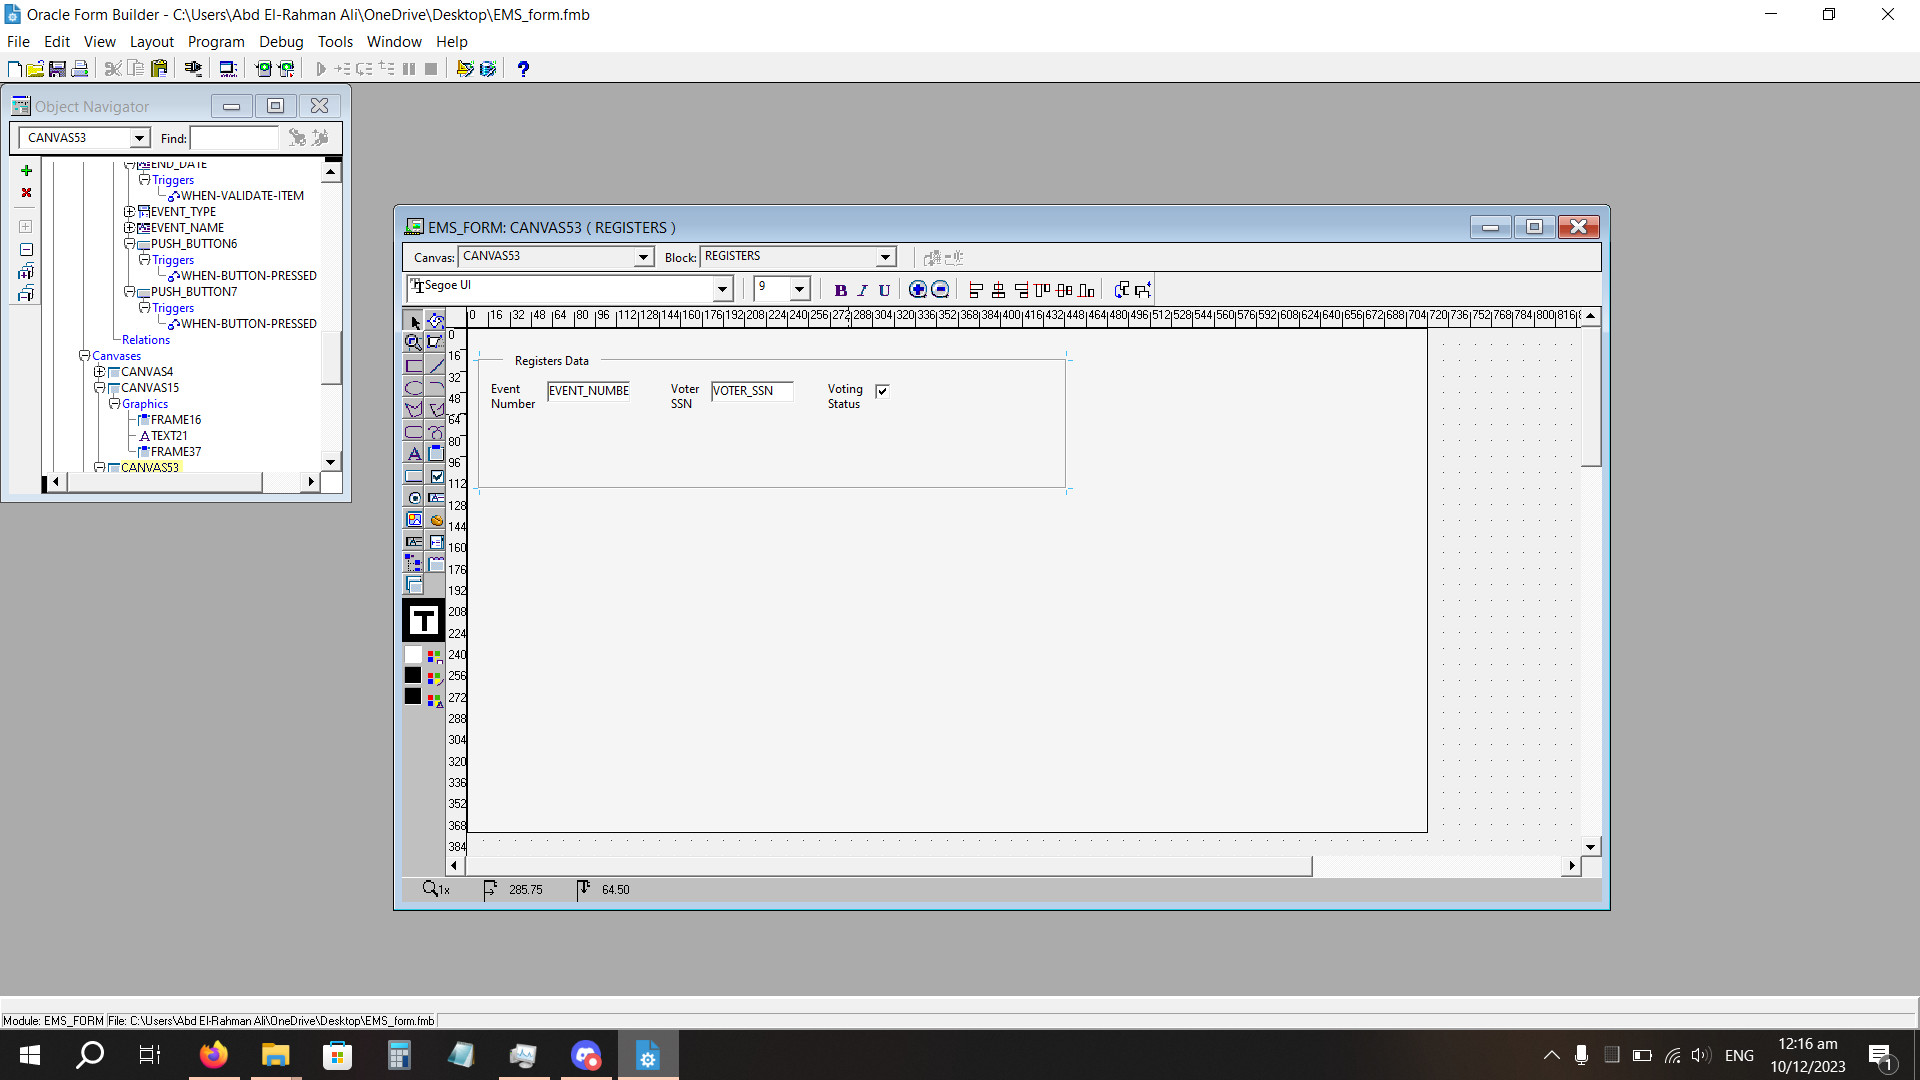 Oracle Form Builder - C:\Users\Abd El-Rahman Ali\OneDrive\Desktop\EMS_form.fmb
File Edit View Layout Program Debug Tools Window Help
Object Navigator
CANVAS53 Find:
END_DATE
Triggers
WHEN-VALIDATE-ITEM
EVENT_TYPE
EVENT_NAME
PUSH_BUTTON6
Triggers
WHEN-BUTTON-PRESSED
PUSH_BUTTON7
Triggers
WHEN-BUTTON-PRESSED
Relations
Canvases
CANVAS4
CANVAS15
Graphics
FRAME16
TEXT21
FRAME37
CANVAS53
EMS_FORM: CANVAS53 ( REGISTERS )
Canvas: CANVAS53 Block: REGISTERS
Segoe UI 9 B I U
0 16 32 48 64 80 96 112 128 144 160 176 192 208 224 240 256 272 288 304 320 336 352 368 384 400 416 432 448 464 480 496 512 528 544 560 576 592 608 624 640 656 672 688 704 720 736 752 768 784 800 816
0
16
32
48
64
80
96
112
128
144
160
176
192
208
224
240
256
272
288
304
320
336
352
368
384
Registers Data
Event Number EVENT_NUMBE Voter SSN VOTER_SSN Voting Status
T
1x 285.75 64.50
Module: EMS_FORM File: C:\Users\Abd El-Rahman Ali\OneDrive\Desktop\EMS_form.fmb
ENG 12:16 am
10/12/2023 1